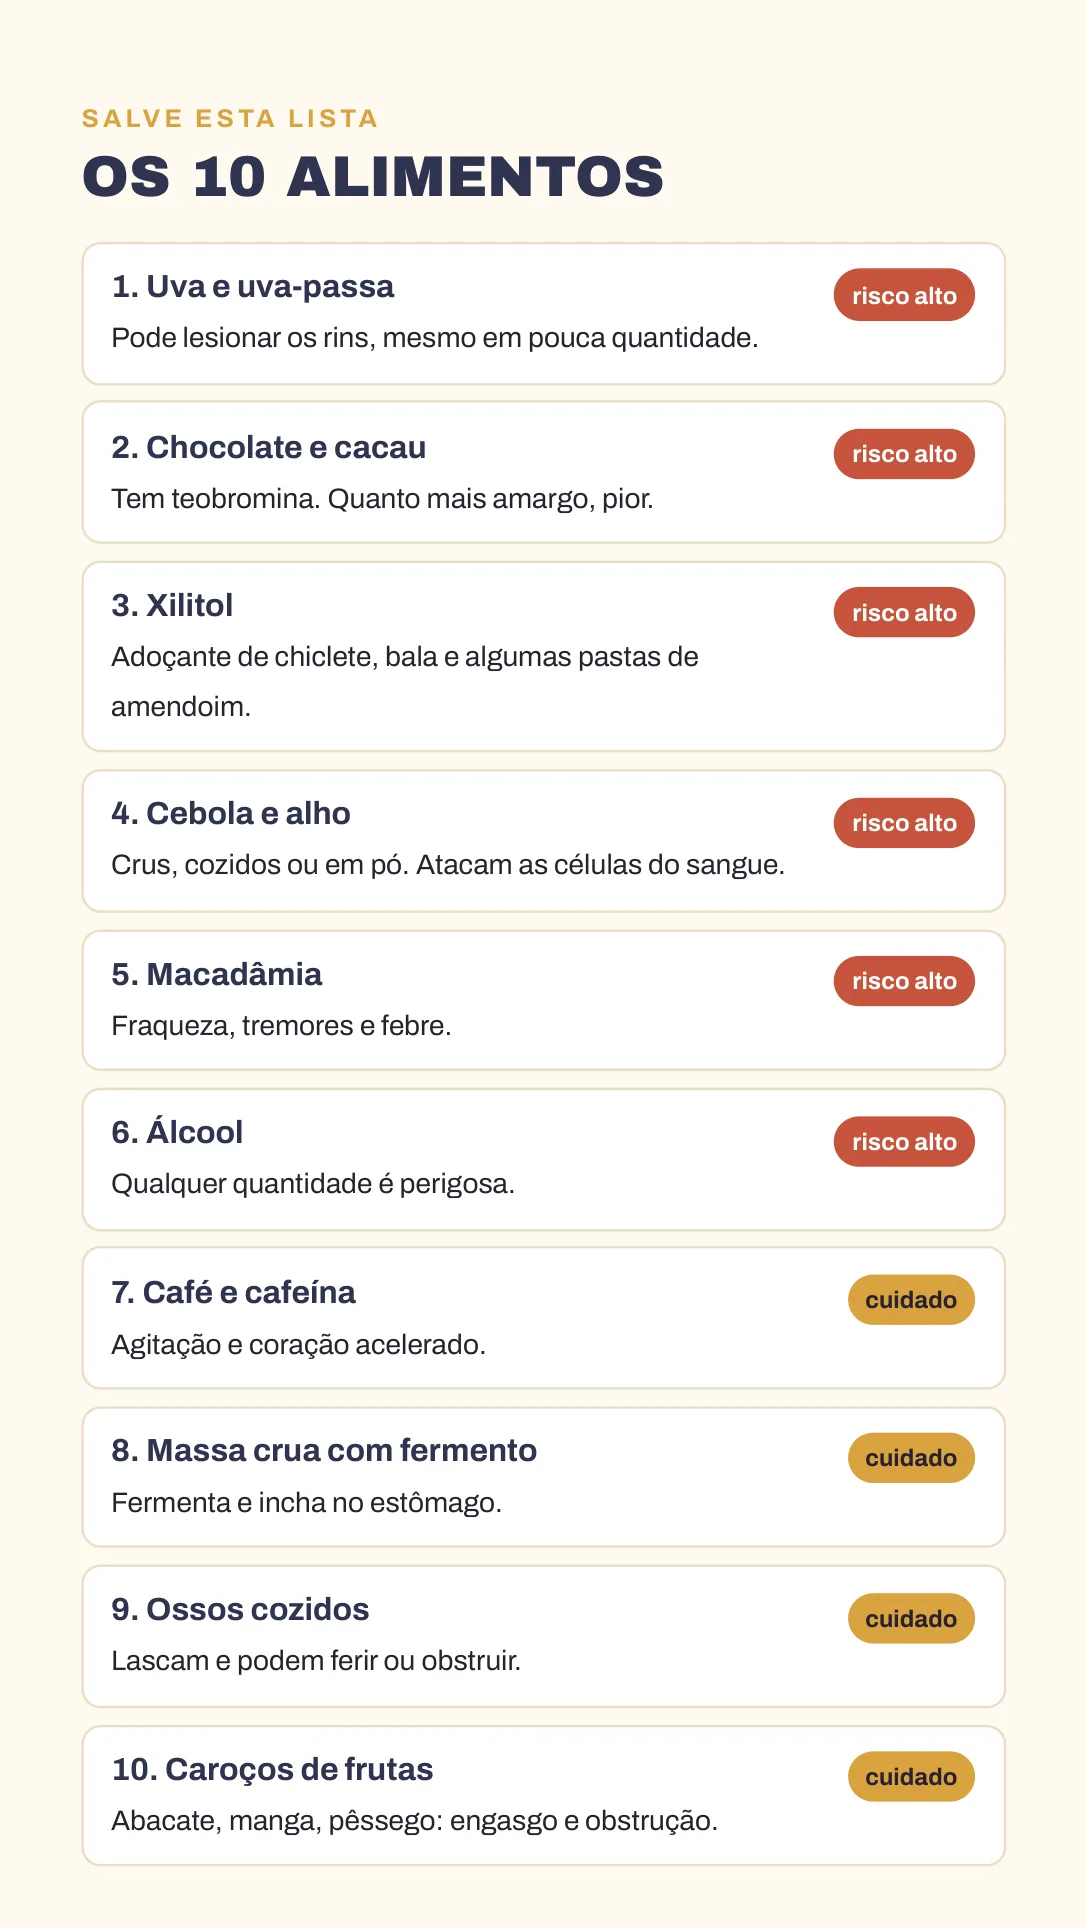 SALVE ESTA LISTA
OS 10 ALIMENTOS
1. Uva e uva-passa
risco alto
Pode lesionar os rins, mesmo em pouca quantidade.
2. Chocolate e cacau
risco alto
Tem teobromina. Quanto mais amargo, pior.
3. Xilitol
risco alto
Adoçante de chiclete, bala e algumas pastas de
amendoim.
4. Cebola e alho
risco alto
Crus, cozidos ou em pó. Atacam as células do sangue.
5. Macadâmia
risco alto
Fraqueza, tremores e febre.
6. Álcool
risco alto
Qualquer quantidade é perigosa.
7. Café e cafeína
cuidado
Agitação e coração acelerado.
8. Massa crua com fermento
cuidado
Fermenta e incha no estômago.
9. Ossos cozidos
cuidado
Lascam e podem ferir ou obstruir.
10. Caroços de frutas
cuidado
Abacate, manga, pêssego: engasgo e obstrução.